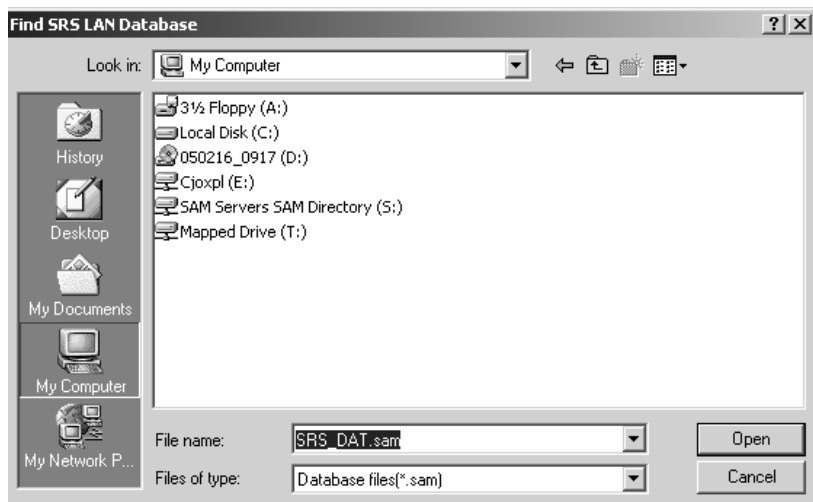 Find SRS LAN Database
Look in: My Computer
History
Desktop
My Documents
My Computer
My Network P...
3½ Floppy (A:)
Local Disk (C:)
050216_0917 (D:)
Cjoxpl (E:)
SAM Servers SAM Directory (S:)
Mapped Drive (T:)
File name: SRS_DAT.sam Open
Files of type: Database files(*.sam) Cancel